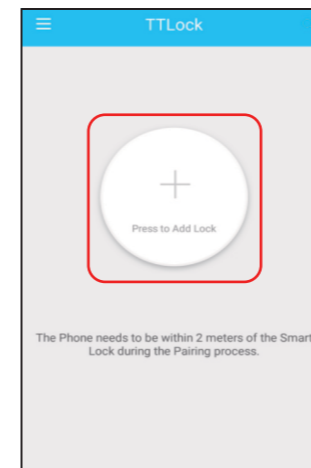 TTLock
Press to Add Lock
The Phone needs to be within 2 meters of the Smart
Lock during the Pairing process.